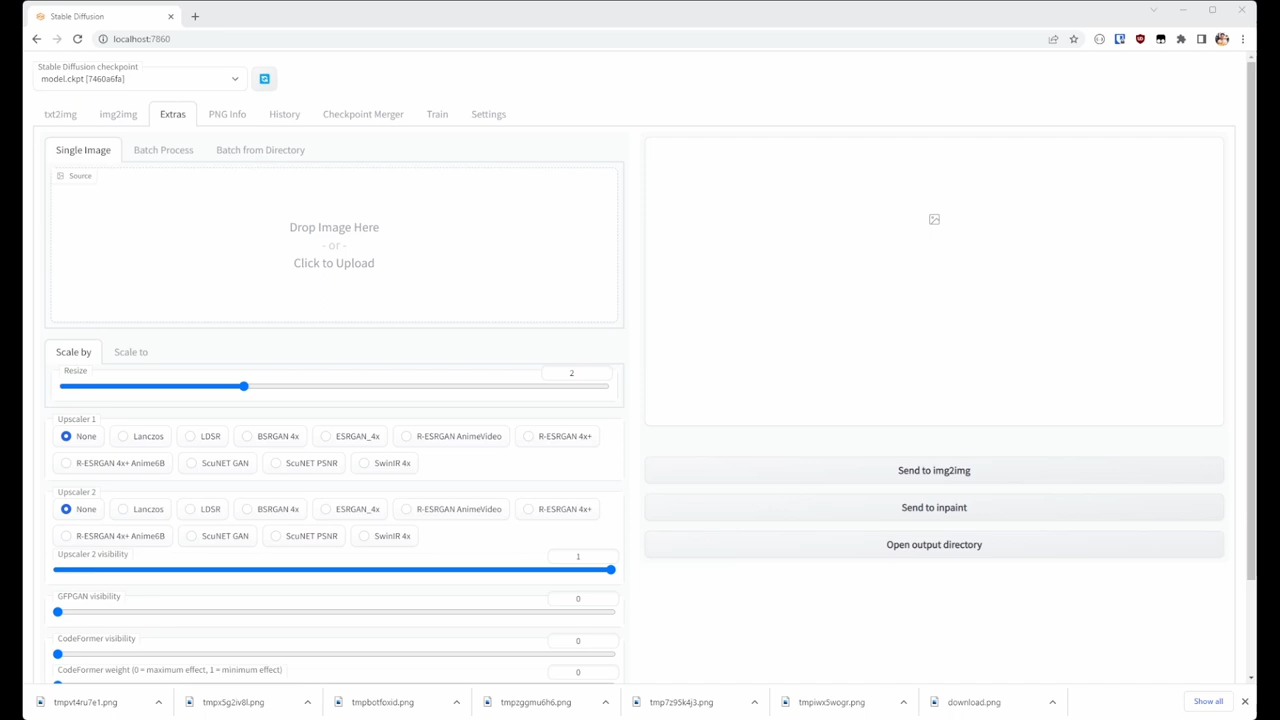 Stable Diffusion
localhost:7860
Stable Diffusion checkpoint
model.ckpt [7460a6fa]
txt2img img2img Extras PNG Info History Checkpoint Merger Train Settings
Single Image Batch Process Batch from Directory
Source
Drop Image Here
- or -
Click to Upload
Scale by Scale to
Resize 2
Upscaler 1
None Lanczos LDSR BSRGAN 4x ESRGAN_4x R-ESRGAN AnimeVideo R-ESRGAN 4x+
R-ESRGAN 4x+ Anime6B ScuNET GAN ScuNET PSNR SwinIR 4x
Upscaler 2
None Lanczos LDSR BSRGAN 4x ESRGAN_4x R-ESRGAN AnimeVideo R-ESRGAN 4x+
R-ESRGAN 4x+ Anime6B ScuNET GAN ScuNET PSNR SwinIR 4x
Upscaler 2 visibility 1
GFPGAN visibility 0
CodeFormer visibility 0
CodeFormer weight (0 = maximum effect, 1 = minimum effect) 0
Send to img2img
Send to inpaint
Open output directory
tmpvt4ru7e1.png tmpx5g2iv8l.png tmpbotfoxid.png tmpzggmu6h6.png tmp7z95k4j3.png tmpiwx5wogr.png download.png Show all